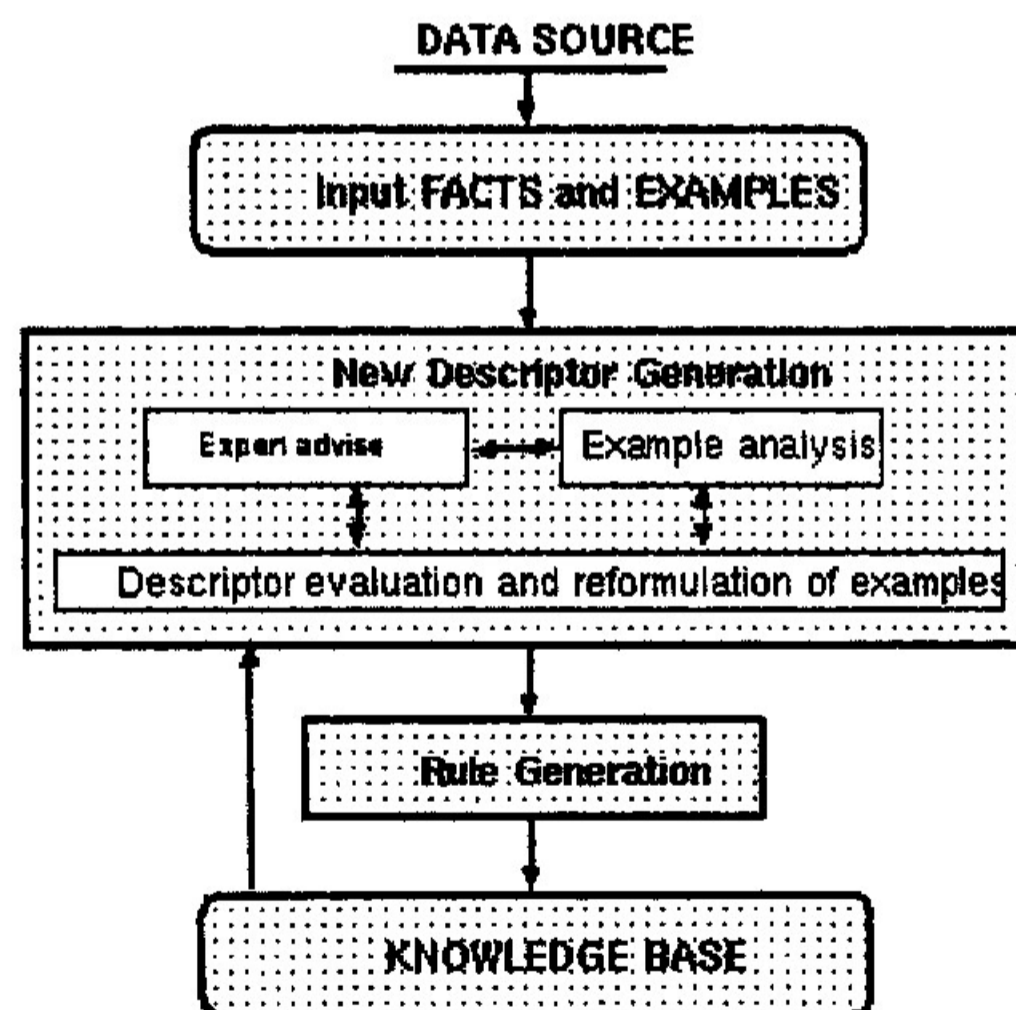 DATA SOURCE
Input FACTS and EXAMPLES
New Descriptor Generation
Expert advise
Example analysis
Descriptor evaluation and reformulation of examples
Rule Generation
KNOWLEDGE BASE